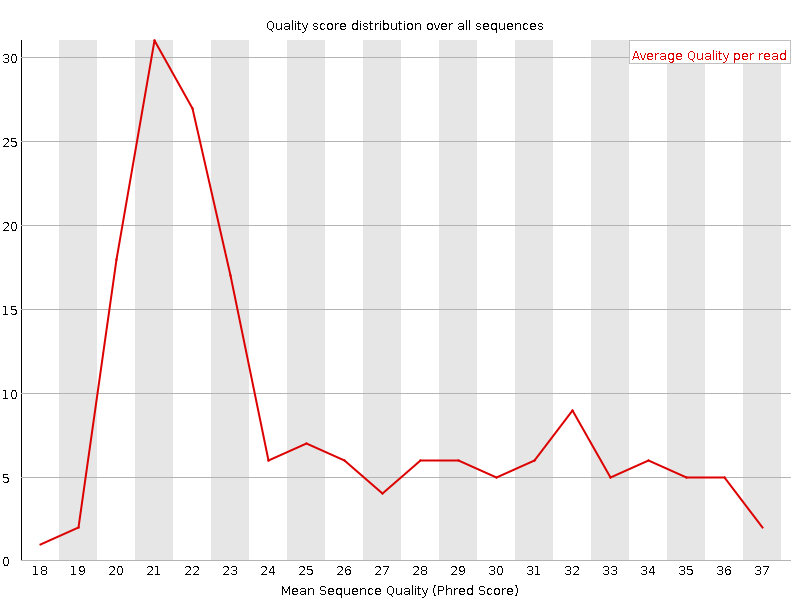 Quality score distribution over all sequences
Average Quality per read
30
25
20
15
10
5
0
18 19 20 21 22 23 24 25 26 27 28 29 30 31 32 33 34 35 36 37
Mean Sequence Quality (Phred Score)